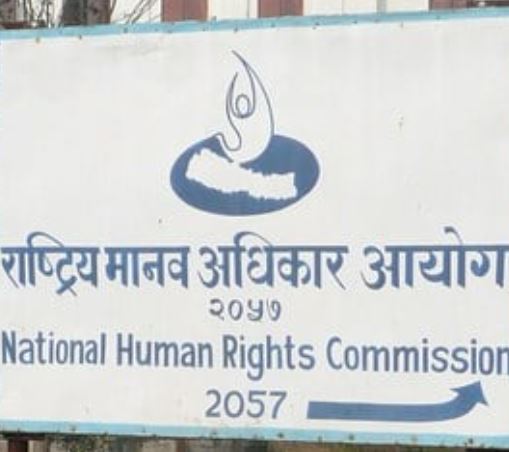 राष्ट्रिय मानव अधिकार आयोग
२०५७
National Human Rights Commission
2057